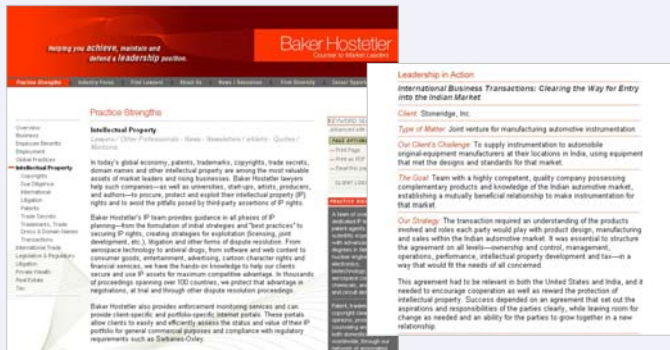 Helping you achieve, maintain and
defend a leadership position.
Baker Hostetler
Counsel to Market Leaders
Practice Strengths
Industry Focus
Find Lawyers
About Us
News / Resources
Firm Diversity
Career
Practice Strengths
Overview
Business
Employee Benefits
Employment
Global Practices
Intellectual Property
Copyrights
Due Diligence
International
Litigation
Patents
Trade Secrets
Trademarks, Trade
Dress & Domain Names
Transactions
International Trade
Legislative & Regulatory
Litigation
Private Wealth
Real Estate
Tax
Intellectual Property
Lawyers / Other Professionals - News - Newsletters / eAlerts - Quotes /
Mentions
In today's global economy, patents, trademarks, copyrights, trade secrets,
domain names and other intellectual property are among the most valuable
assets of market leaders and rising businesses. Baker Hostetler lawyers
help such companies—as well as universities, start-ups, artists, producers,
and authors—to procure, protect and exploit their intellectual property (IP)
rights and to avoid the pitfalls posed by third-party assertions of IP rights.
Baker Hostetler's IP team provides guidance in all phases of IP
planning—from the formulation of initial strategies and "best practices" to
securing IP rights, creating strategies for exploitation (licensing, joint
development, etc.), litigation and other forms of dispute resolution. From
aerospace technology to antiviral drugs, from software and web content to
consumer goods, entertainment, advertising, cartoon character rights and
financial services, we have the hands-on knowledge to help our clients
secure and use IP assets for maximum competitive advantage. In thousands
of proceedings spanning over 100 countries, we protect that advantage in
negotiations, at trial and through other dispute resolution proceedings.
Baker Hostetler also provides enforcement monitoring services and can
provide client-specific and portfolio-specific Internet portals. These portals
allow clients to easily and efficiently assess the status and value of their IP
portfolio for general commercial purposes and compliance with regulatory
requirements such as Sarbanes-Oxley.
KEYWORD
Advanced
PAGE OPTIONS
Print Page
Print as PDF
Email this
CLIENT
PRACTICE
Leadership in Action
International Business Transactions: Clearing the Way for Entry
into the Indian Market
Client: Stoneridge, Inc.
Type of Matter: Joint venture for manufacturing automotive instrumentation
Our Client's Challenge: To supply instrumentation to automobile
original-equipment manufacturers at their locations in India, using equipment
that met the designs and standards for that market.
The Goal: Team with a highly competent, quality company possessing
complementary products and knowledge of the Indian automotive market,
establishing a mutually beneficial relationship to make instrumentation for
that market.
Our Strategy: The transaction required an understanding of the products
involved and roles each party would play with product design, manufacturing
and sales within the Indian automotive market. It was essential to structure
the agreement on all levels—ownership and control, management,
operations, performance, intellectual property development and tax—in a
way that would fit the needs of all concerned.
This agreement had to be relevant in both the United States and India, and it
needed to encourage cooperation as well as reward the protection of
intellectual property. Success depended on an agreement that set out the
aspirations and responsibilities of the parties clearly, while leaving room for
change as needed and an ability for the parties to grow together in a new
relationship.